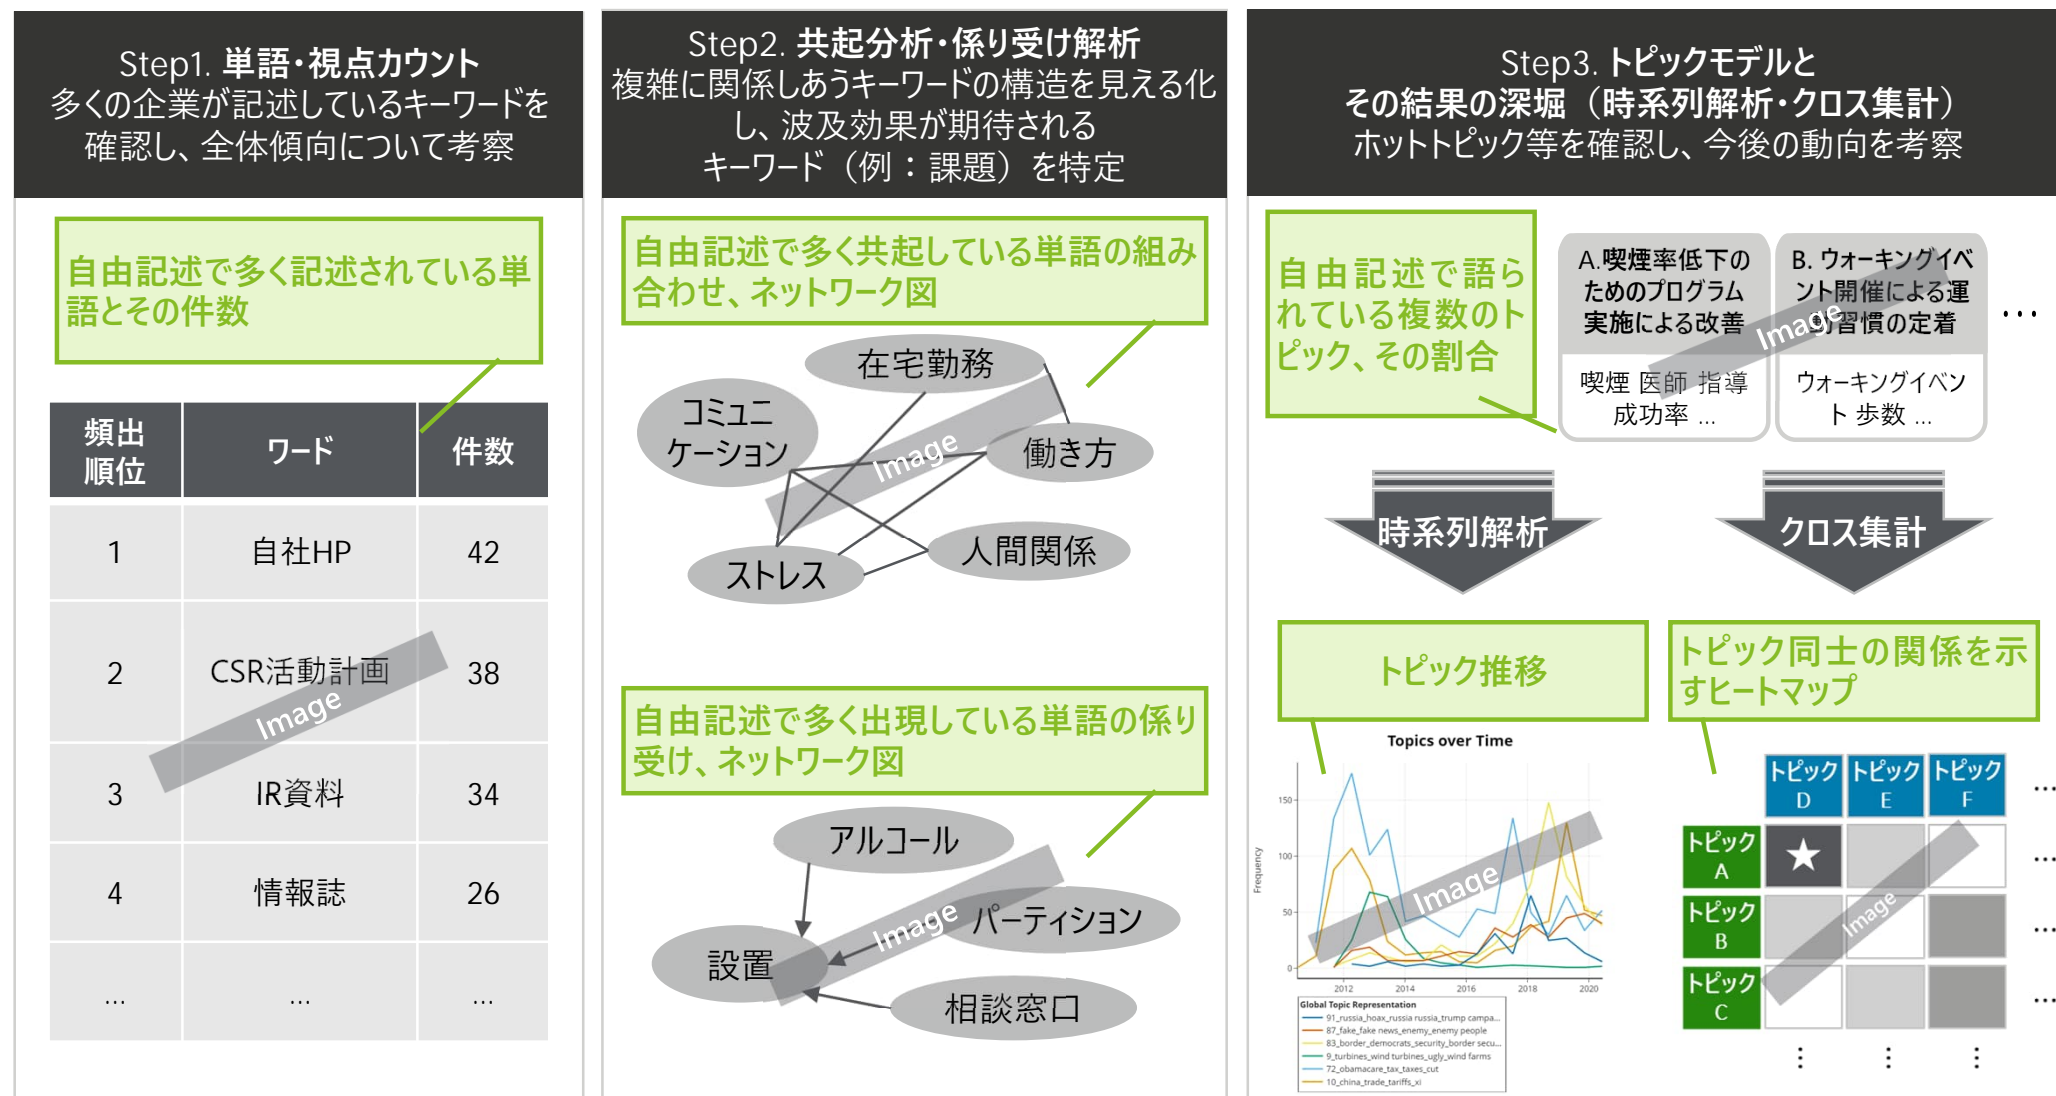 Step1. 単語・視点カウント
多くの企業が記述しているキーワードを
確認し、全体傾向について考察
自由記述で多く記述されている単
語とその件数
頻出
順位
ワード
件数
1
自社HP
42
2
CSR活動計画
38
Image
3
IR資料
34
4
情報誌
26
...
...
...
Step2. 共起分析・係り受け解析
複雑に関係しあうキーワードの構造を見える化
し、波及効果が期待される
キーワード（例：課題）を特定
自由記述で多く共起している単語の組み
合わせ、ネットワーク図
在宅勤務
コミュニ
ケーション
Image
働き方
人間関係
ストレス
自由記述で多く出現している単語の係り
受け、ネットワーク図
アルコール
Image
パーティション
設置
相談窓口
Step3. トピックモデルと
その結果の深堀（時系列解析・クロス集計）
ホットトピック等を確認し、今後の動向を考察
自由記述で語ら
れている複数のト
ピック、その割合
A.喫煙率低下の
ためのプログラム
実施による改善
喫煙 医師 指導
成功率 ...
B. ウォーキングイベ
ント開催による運
動習慣の定着
ウォーキングイベン
ト 歩数 ...
Image
...
時系列解析
クロス集計
トピック推移
トピック同士の関係を示
すヒートマップ
Topics over Time
150
100
50
0
Frequency
Image
2012
2014
2016
2018
2020
Global Topic Representation
91_russia_hoax_russia russia_trump campa...
87_fake_fake news_enemy_enemy people
83_border_democrats_security_border secu...
9_turbines_wind turbines_ugly_wind farms
72_obamacare_tax_taxes_cut
10_china_trade_tariffs_xi
トピック
D
トピック
E
トピック
F
...
トピック
A
★
...
トピック
B
Image
...
トピック
C
...
⋮
⋮
⋮